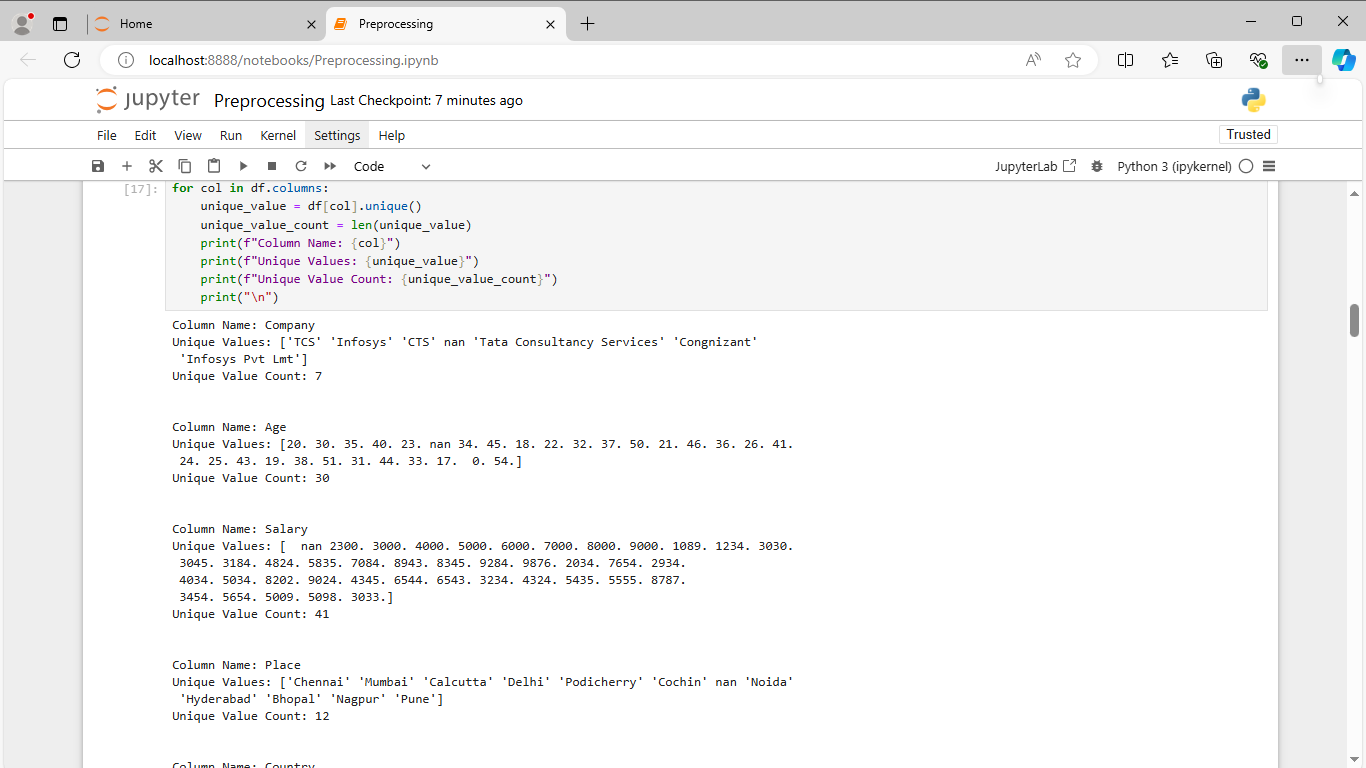 Home
Preprocessing
localhost:8888/notebooks/Preprocessing.ipynb
jupyter Preprocessing Last Checkpoint: 7 minutes ago
File Edit View Run Kernel Settings Help
Trusted
Code
JupyterLab
Python 3 (ipykernel)
[17]: for col in df.columns:
    unique_value = df[col].unique()
    unique_value_count = len(unique_value)
    print(f"Column Name: {col}")
    print(f"Unique Values: {unique_value}")
    print(f"Unique Value Count: {unique_value_count}")
    print("\n")
Column Name: Company
Unique Values: ['TCS' 'Infosys' 'CTS' nan 'Tata Consultancy Services' 'Congnizant'
 'Infosys Pvt Lmt']
Unique Value Count: 7
Column Name: Age
Unique Values: [20. 30. 35. 40. 23. nan 34. 45. 18. 22. 32. 37. 50. 21. 46. 36. 26. 41.
 24. 25. 43. 19. 38. 51. 31. 44. 33. 17.  0. 54.]
Unique Value Count: 30
Column Name: Salary
Unique Values: [  nan 2300. 3000. 4000. 5000. 6000. 7000. 8000. 9000. 1089. 1234. 3030.
 3045. 3184. 4824. 5835. 7084. 8943. 8345. 9284. 9876. 2034. 7654. 2934.
 4034. 5034. 8202. 9024. 4345. 6544. 6543. 3234. 4324. 5435. 5555. 8787.
 3454. 5654. 5009. 5098. 3033.]
Unique Value Count: 41
Column Name: Place
Unique Values: ['Chennai' 'Mumbai' 'Calcutta' 'Delhi' 'Podicherry' 'Cochin' nan 'Noida'
 'Hyderabad' 'Bhopal' 'Nagpur' 'Pune']
Unique Value Count: 12
Column Name: Country